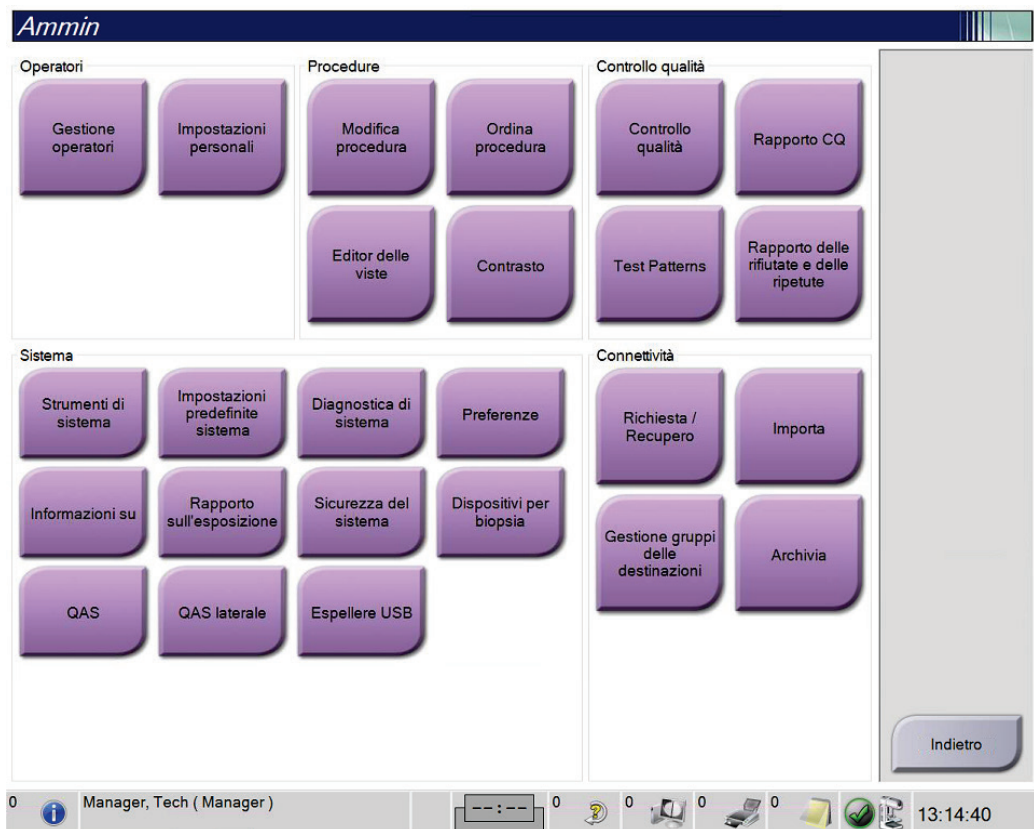 Ammin
Operatori
Gestione
operatori
Impostazioni
personali
Procedure
Modifica
procedura
Ordina
procedura
Editor delle
viste
Contrasto
Controllo qualità
Controllo
qualità
Rapporto CQ
Test Patterns
Rapporto delle
rifiutate e delle
ripetute
Sistema
Strumenti di
sistema
Impostazioni
predefinite
sistema
Diagnostica di
sistema
Preferenze
Informazioni su
Rapporto
sull'esposizione
Sicurezza del
sistema
Dispositivi per
biopsia
QAS
QAS laterale
Espellere USB
Connettività
Richiesta /
Recupero
Importa
Gestione gruppi
delle
destinazioni
Archivia
Indietro
0
Manager, Tech ( Manager )
--:--
0
0
0
0
13:14:40